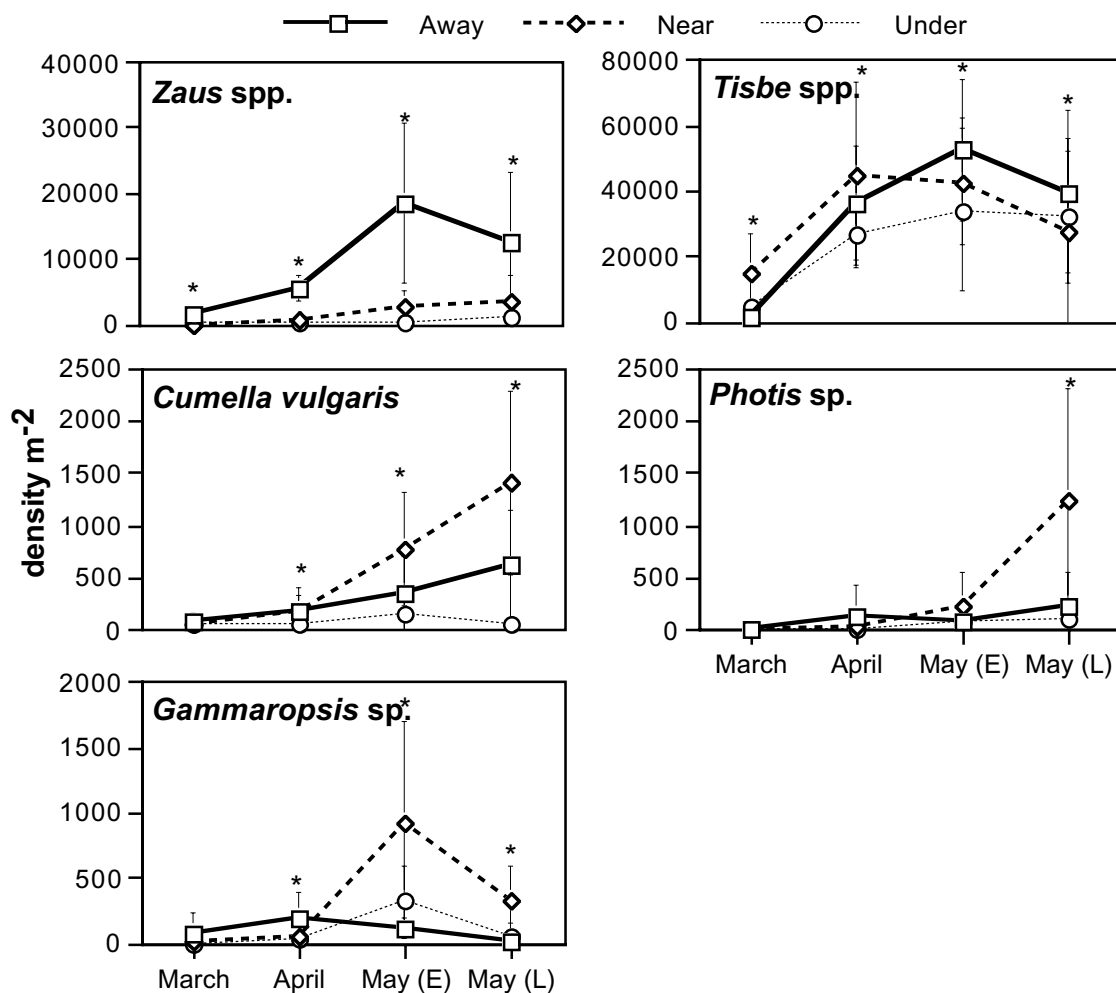 Away Near Under
Zaus spp.
40000
30000
20000
10000
0
* * * *
Tisbe spp.
80000
60000
40000
20000
0
* * * *
density m-2
Cumella vulgaris
2500
2000
1500
1000
500
0
* * *
Photis sp.
2500
2000
1500
1000
500
0
*
March April May (E) May (L)
Gammaropsis sp.
2000
1500
1000
500
0
* * *
March April May (E) May (L)